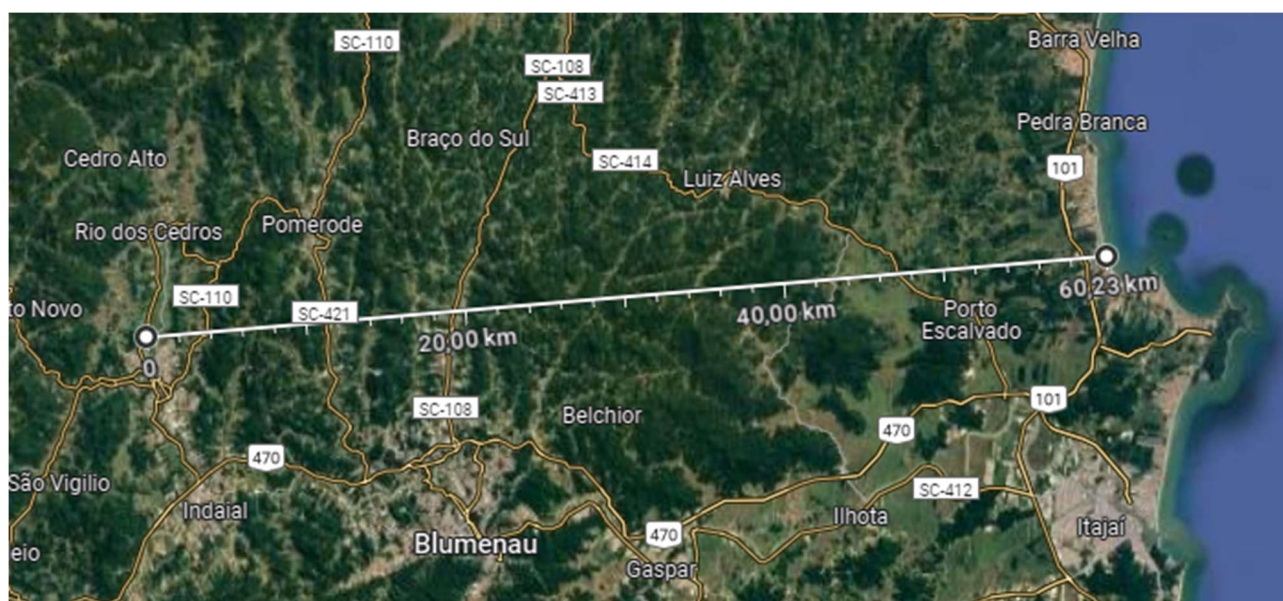 SC-110
SC-108
Barra Velha
SC-413
Pedra Branca
Braço do Sul
Cedro Alto
SC-414
101
Luiz Alves
Rio dos Cedros
Pomerode
60,23 km
SC-110
to Novo
40,00 km
SC-421
Porto
Escalvado
20,00 km
0
101
SC-108
Belchior
470
470
São Vigilio
SC-412
Indaial
Ilhota
Itajaí
470
Blumenau
eio
Gaspar